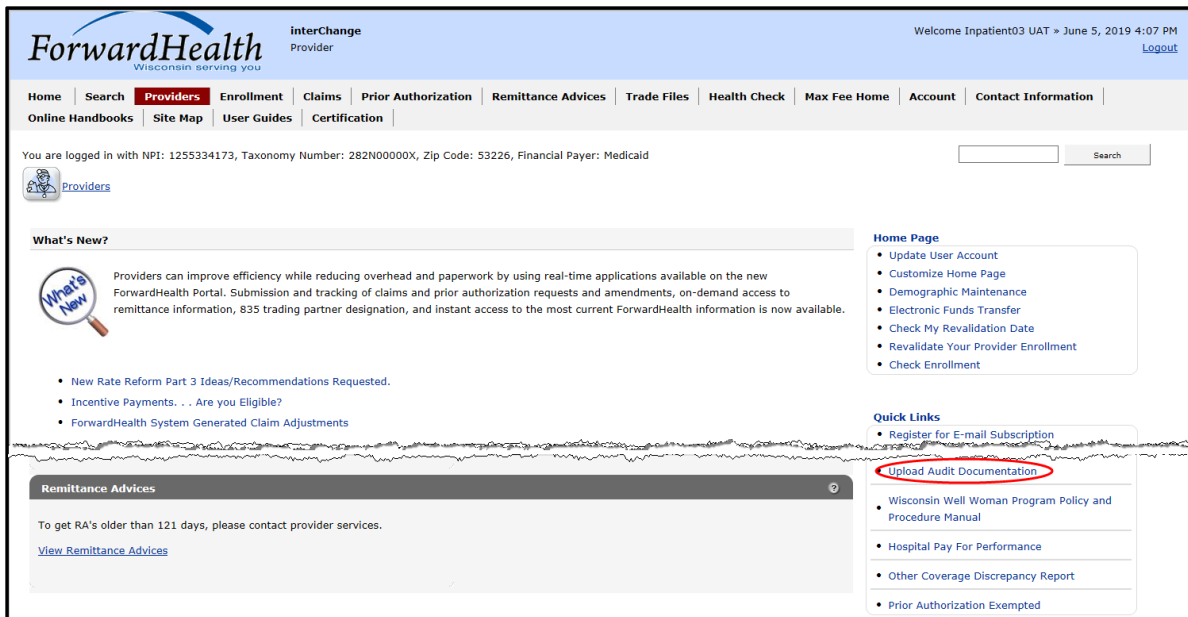 ForwardHealth
Wisconsin serving you
interChange
Provider
Welcome Inpatient03 UAT » June 5, 2019 4:07 PM
Logout
Home Search Providers Enrollment Claims Prior Authorization Remittance Advices Trade Files Health Check Max Fee Home Account Contact Information
Online Handbooks Site Map User Guides Certification
You are logged in with NPI: 1255334173, Taxonomy Number: 282N00000X, Zip Code: 53226, Financial Payer: Medicaid
Search
Providers
What's New?
What's New
Providers can improve efficiency while reducing overhead and paperwork by using real-time applications available on the new
ForwardHealth Portal. Submission and tracking of claims and prior authorization requests and amendments, on-demand access to
remittance information, 835 trading partner designation, and instant access to the most current ForwardHealth information is now available.
• New Rate Reform Part 3 Ideas/Recommendations Requested.
• Incentive Payments. . . Are you Eligible?
• ForwardHealth System Generated Claim Adjustments
Remittance Advices
?
To get RA's older than 121 days, please contact provider services.
View Remittance Advices
Home Page
• Update User Account
• Customize Home Page
• Demographic Maintenance
• Electronic Funds Transfer
• Check My Revalidation Date
• Revalidate Your Provider Enrollment
• Check Enrollment
Quick Links
• Register for E-mail Subscription
• Upload Audit Documentation
• Wisconsin Well Woman Program Policy and
Procedure Manual
• Hospital Pay For Performance
• Other Coverage Discrepancy Report
• Prior Authorization Exempted